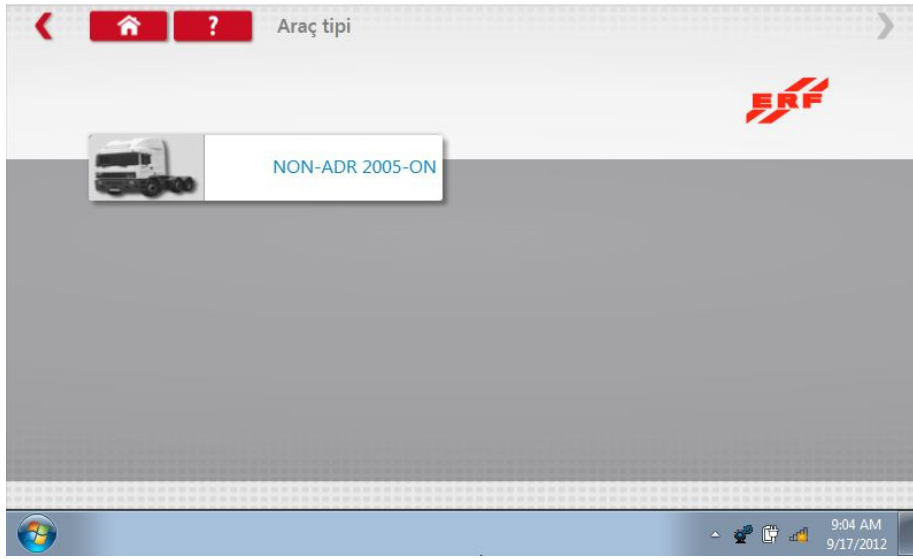 ?
Araç tipi
ERF
NON-ADR 2005-ON
9:04 AM
9/17/2012